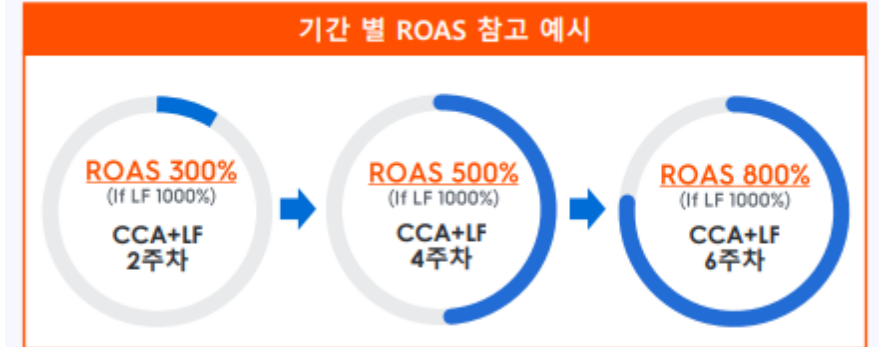 기간 별 ROAS 참고 예시
ROAS 300%
(If LF 1000%)
CCA+LF
2주차
ROAS 500%
(If LF 1000%)
CCA+LF
4주차
ROAS 800%
(If LF 1000%)
CCA+LF
6주차